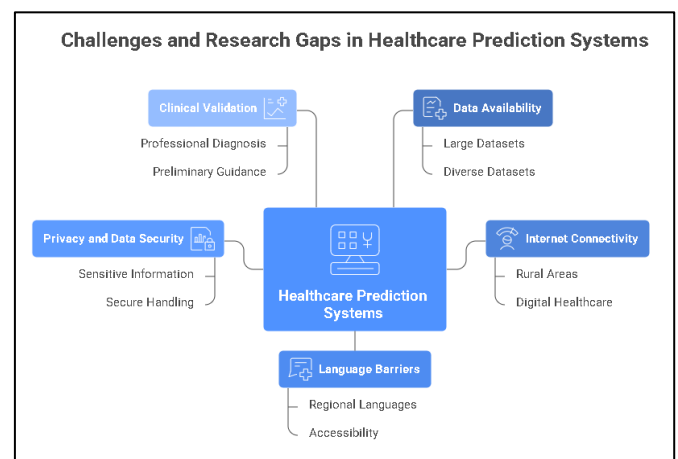 Challenges and Research Gaps in Healthcare Prediction Systems
Clinical Validation
Professional Diagnosis
Preliminary Guidance
Data Availability
Large Datasets
Diverse Datasets
Privacy and Data Security
Sensitive Information
Secure Handling
Healthcare Prediction
Systems
Internet Connectivity
Rural Areas
Digital Healthcare
Language Barriers
Regional Languages
Accessibility